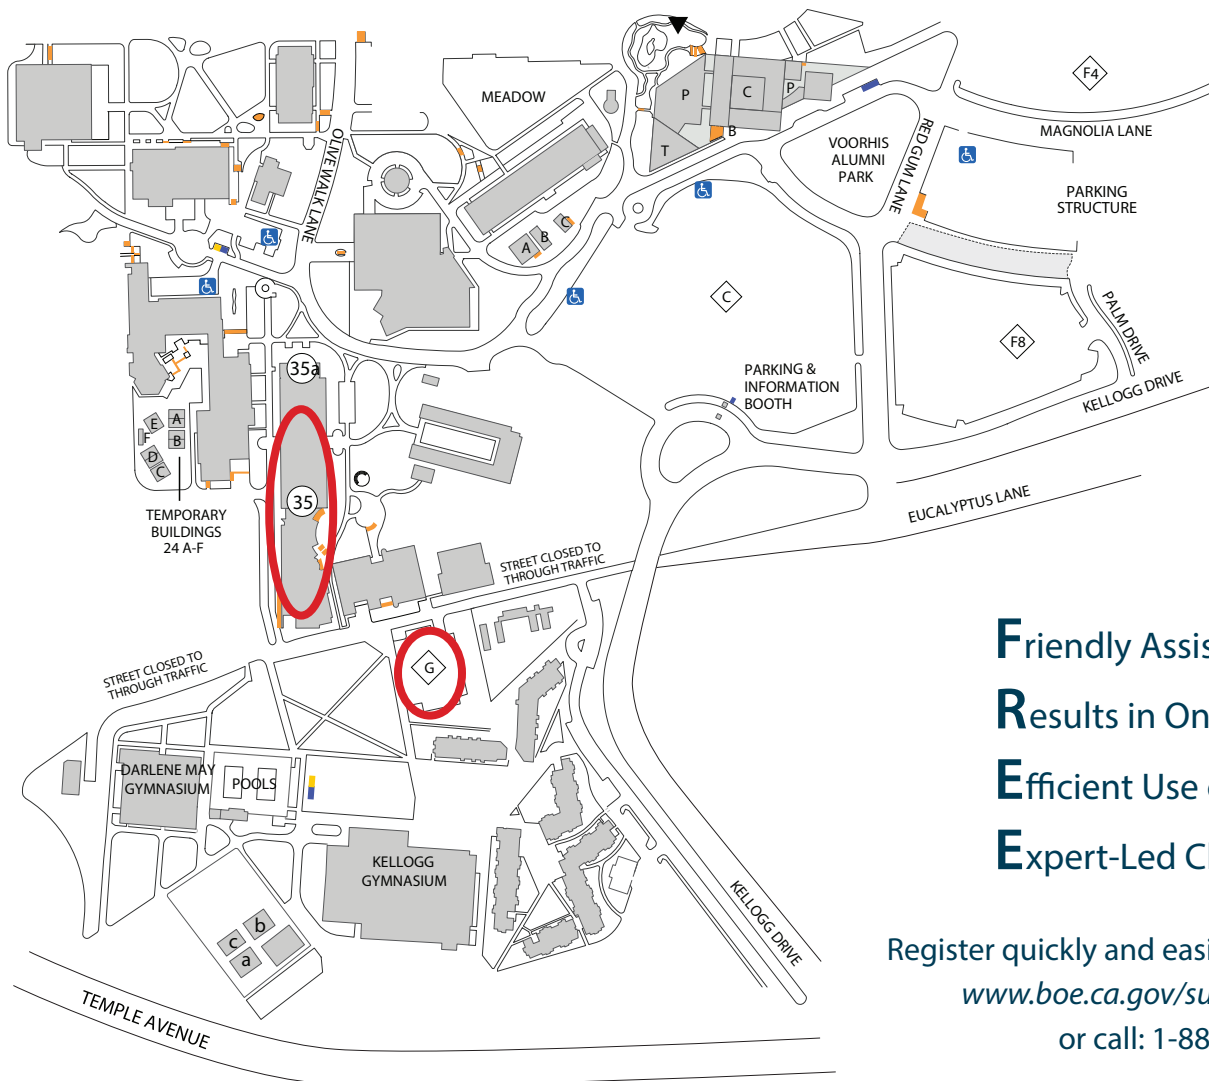 F4
MEADOW
P
C
P
B
T
MAGNOLIA LANE
RED GUM LANE
VOORHIS
ALUMNI
PARK
OLIVE WALK LANE
PARKING
STRUCTURE
A
B
C
C
F8
PALM DRIVE
KELLOGG DRIVE
35a
PARKING &
INFORMATION
BOOTH
E
A
F
B
D
C
35
EUCALYPTUS LANE
TEMPORARY
BUILDINGS
24 A-F
STREET CLOSED TO
THROUGH TRAFFIC
STREET CLOSED TO
THROUGH TRAFFIC
G
DARLENE MAY
GYMNASIUM
POOLS
KELLOGG
GYMNASIUM
KELLOGG DRIVE
b
c
a
TEMPLE AVENUE
Friendly Assis
Results in On
Efficient Use
Expert-Led Cl
Register quickly and easi
www.boe.ca.gov/su
or call: 1-88